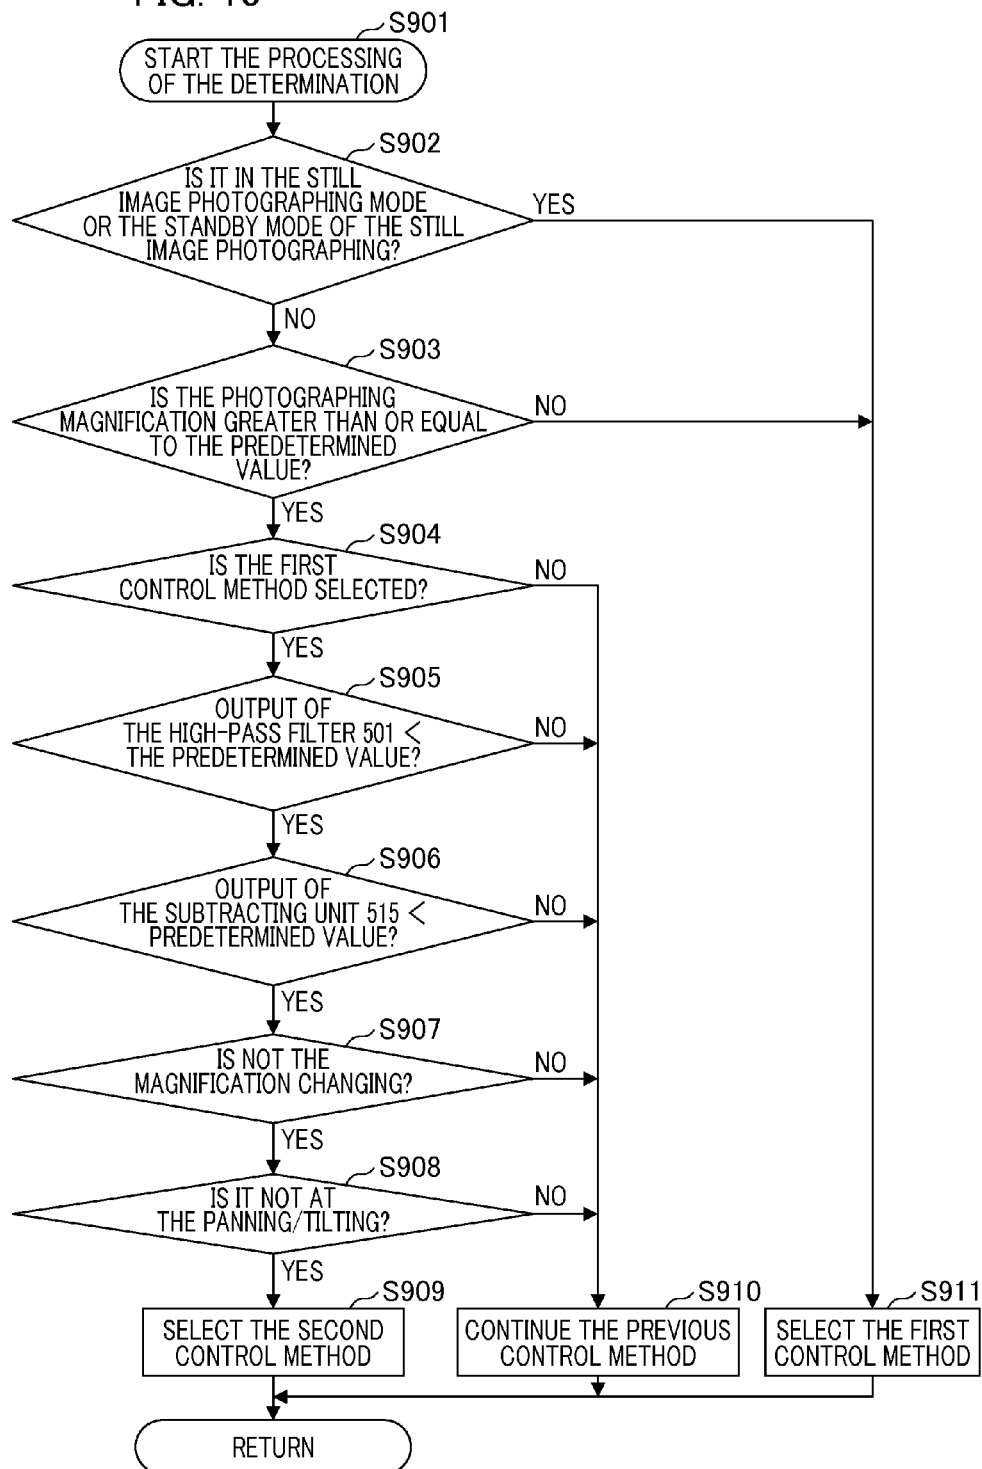 S901
START THE PROCESSING
OF THE DETERMINATION
S902
IS IT IN THE STILL
IMAGE PHOTOGRAPHING MODE
OR THE STANDBY MODE OF THE STILL
IMAGE PHOTOGRAPHING?
YES
NO
S903
IS THE PHOTOGRAPHING
MAGNIFICATION GREATER THAN OR EQUAL
TO THE PREDETERMINED
VALUE?
NO
YES
S904
IS THE FIRST
CONTROL METHOD SELECTED?
NO
YES
S905
OUTPUT OF
THE HIGH-PASS FILTER 501 <
THE PREDETERMINED VALUE?
NO
YES
S906
OUTPUT OF
THE SUBTRACTING UNIT 515 <
PREDETERMINED VALUE?
NO
YES
S907
IS NOT THE
MAGNIFICATION CHANGING?
NO
YES
S908
IS IT NOT AT
THE PANNING/TILTING?
NO
YES
S909
SELECT THE SECOND
CONTROL METHOD
S910
CONTINUE THE PREVIOUS
CONTROL METHOD
S911
SELECT THE FIRST
CONTROL METHOD
RETURN